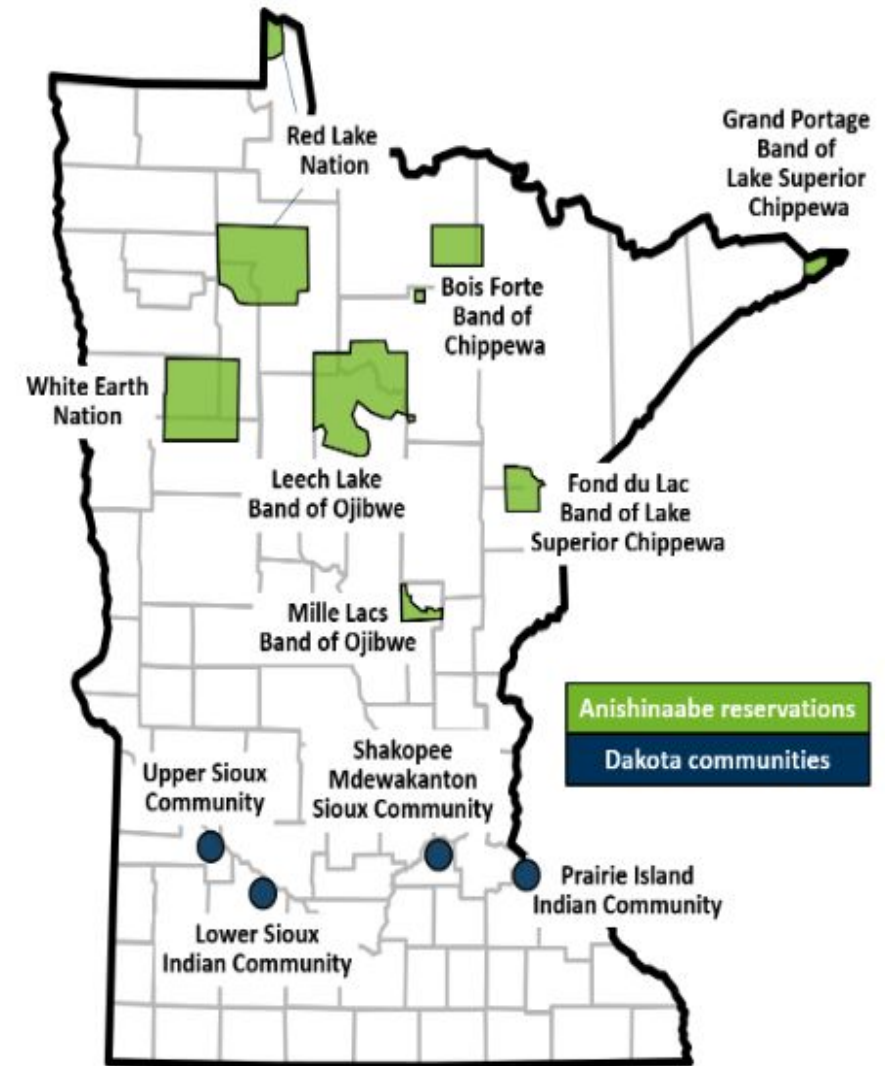 Red Lake
Nation
Grand Portage
Band of
Lake Superior
Chippewa
Bois Forte
Band of
Chippewa
White Earth
Nation
Leech Lake
Band of Ojibwe
Fond du Lac
Band of Lake
Superior Chippewa
Mille Lacs
Band of Ojibwe
Anishinaabe reservations
Dakota communities
Upper Sioux
Community
Shakopee
Mdewakanton
Sioux Community
Prairie Island
Indian Community
Lower Sioux
Indian Community